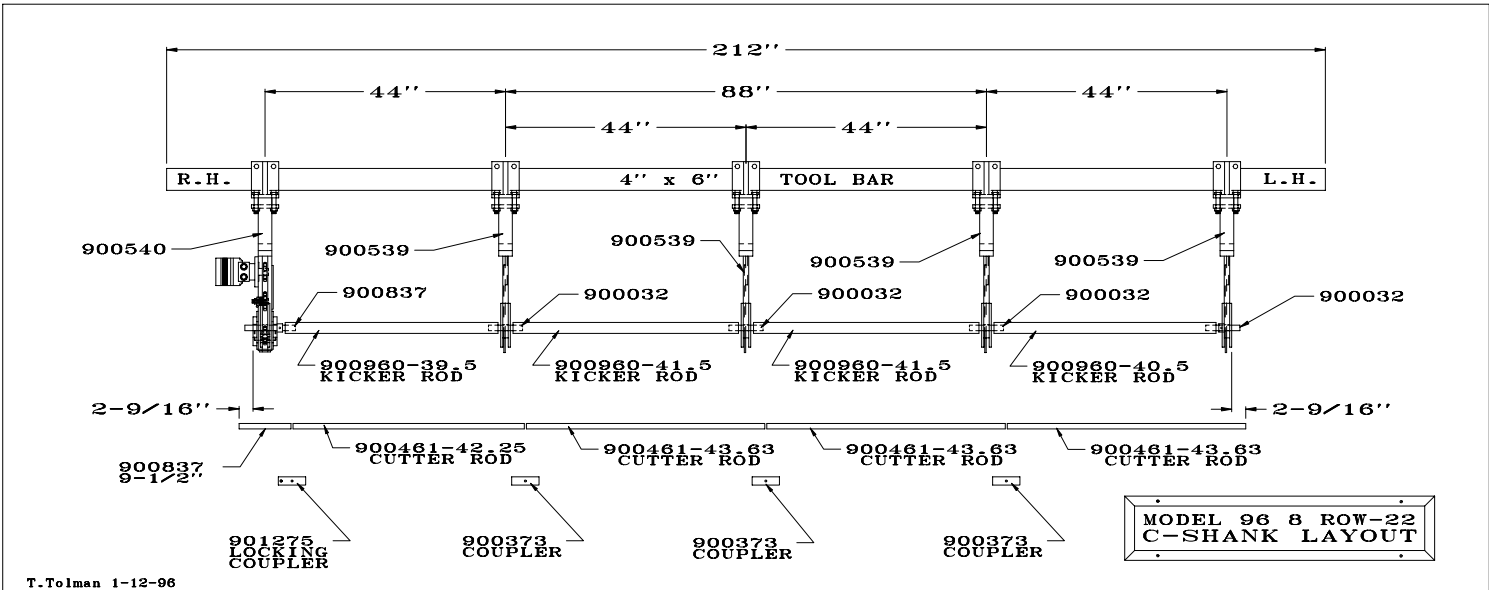 212''
44'' 88'' 44''
44'' 44''
R.H. 4'' x 6'' TOOL BAR L.H.
900540
900539
900539
900539
900539
900837
900032
900032
900032
900032
900960-39.5
KICKER ROD
900960-41.5
KICKER ROD
900960-41.5
KICKER ROD
900960-40.5
KICKER ROD
2-9/16''
2-9/16''
900837
9-1/2''
900461-42.25
CUTTER ROD
900461-43.63
CUTTER ROD
900461-43.63
CUTTER ROD
900461-43.63
CUTTER ROD
901275
LOCKING
COUPLER
900373
COUPLER
900373
COUPLER
900373
COUPLER
MODEL 96 8 ROW-22
C-SHANK LAYOUT
T.Tolman 1-12-96